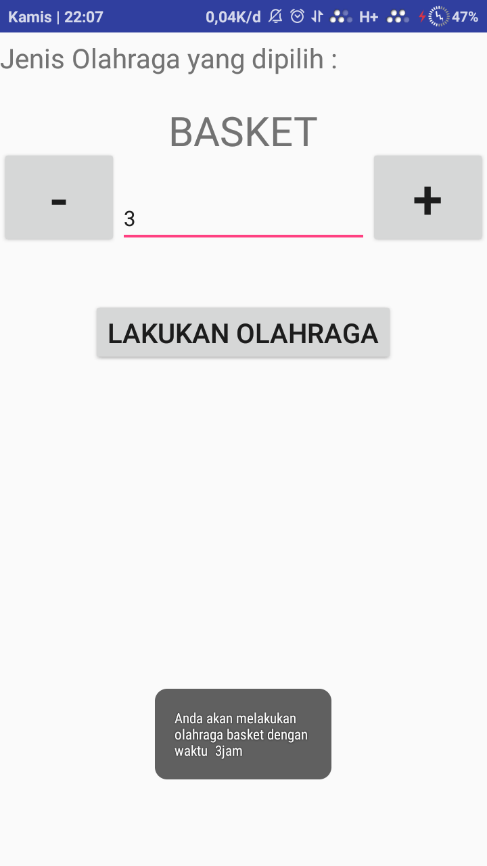 Kamis | 22:07 0,04K/d H+ 47%
Jenis Olahraga yang dipilih :
BASKET
- 3 +
LAKUKAN OLAHRAGA
Anda akan melakukan
olahraga basket dengan
waktu  3jam